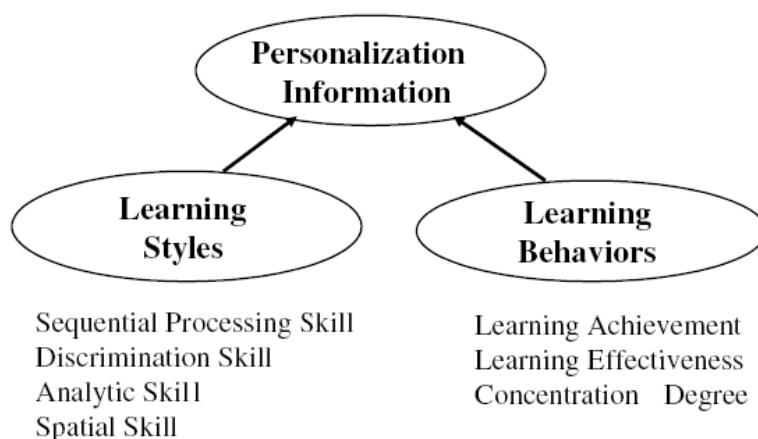 Personalization
Information
Learning
Styles
Learning
Behaviors
Sequential Processing Skill
Discrimination Skill
Analytic Skill
Spatial Skill
Learning Achievement
Learning Effectiveness
Concentration Degree